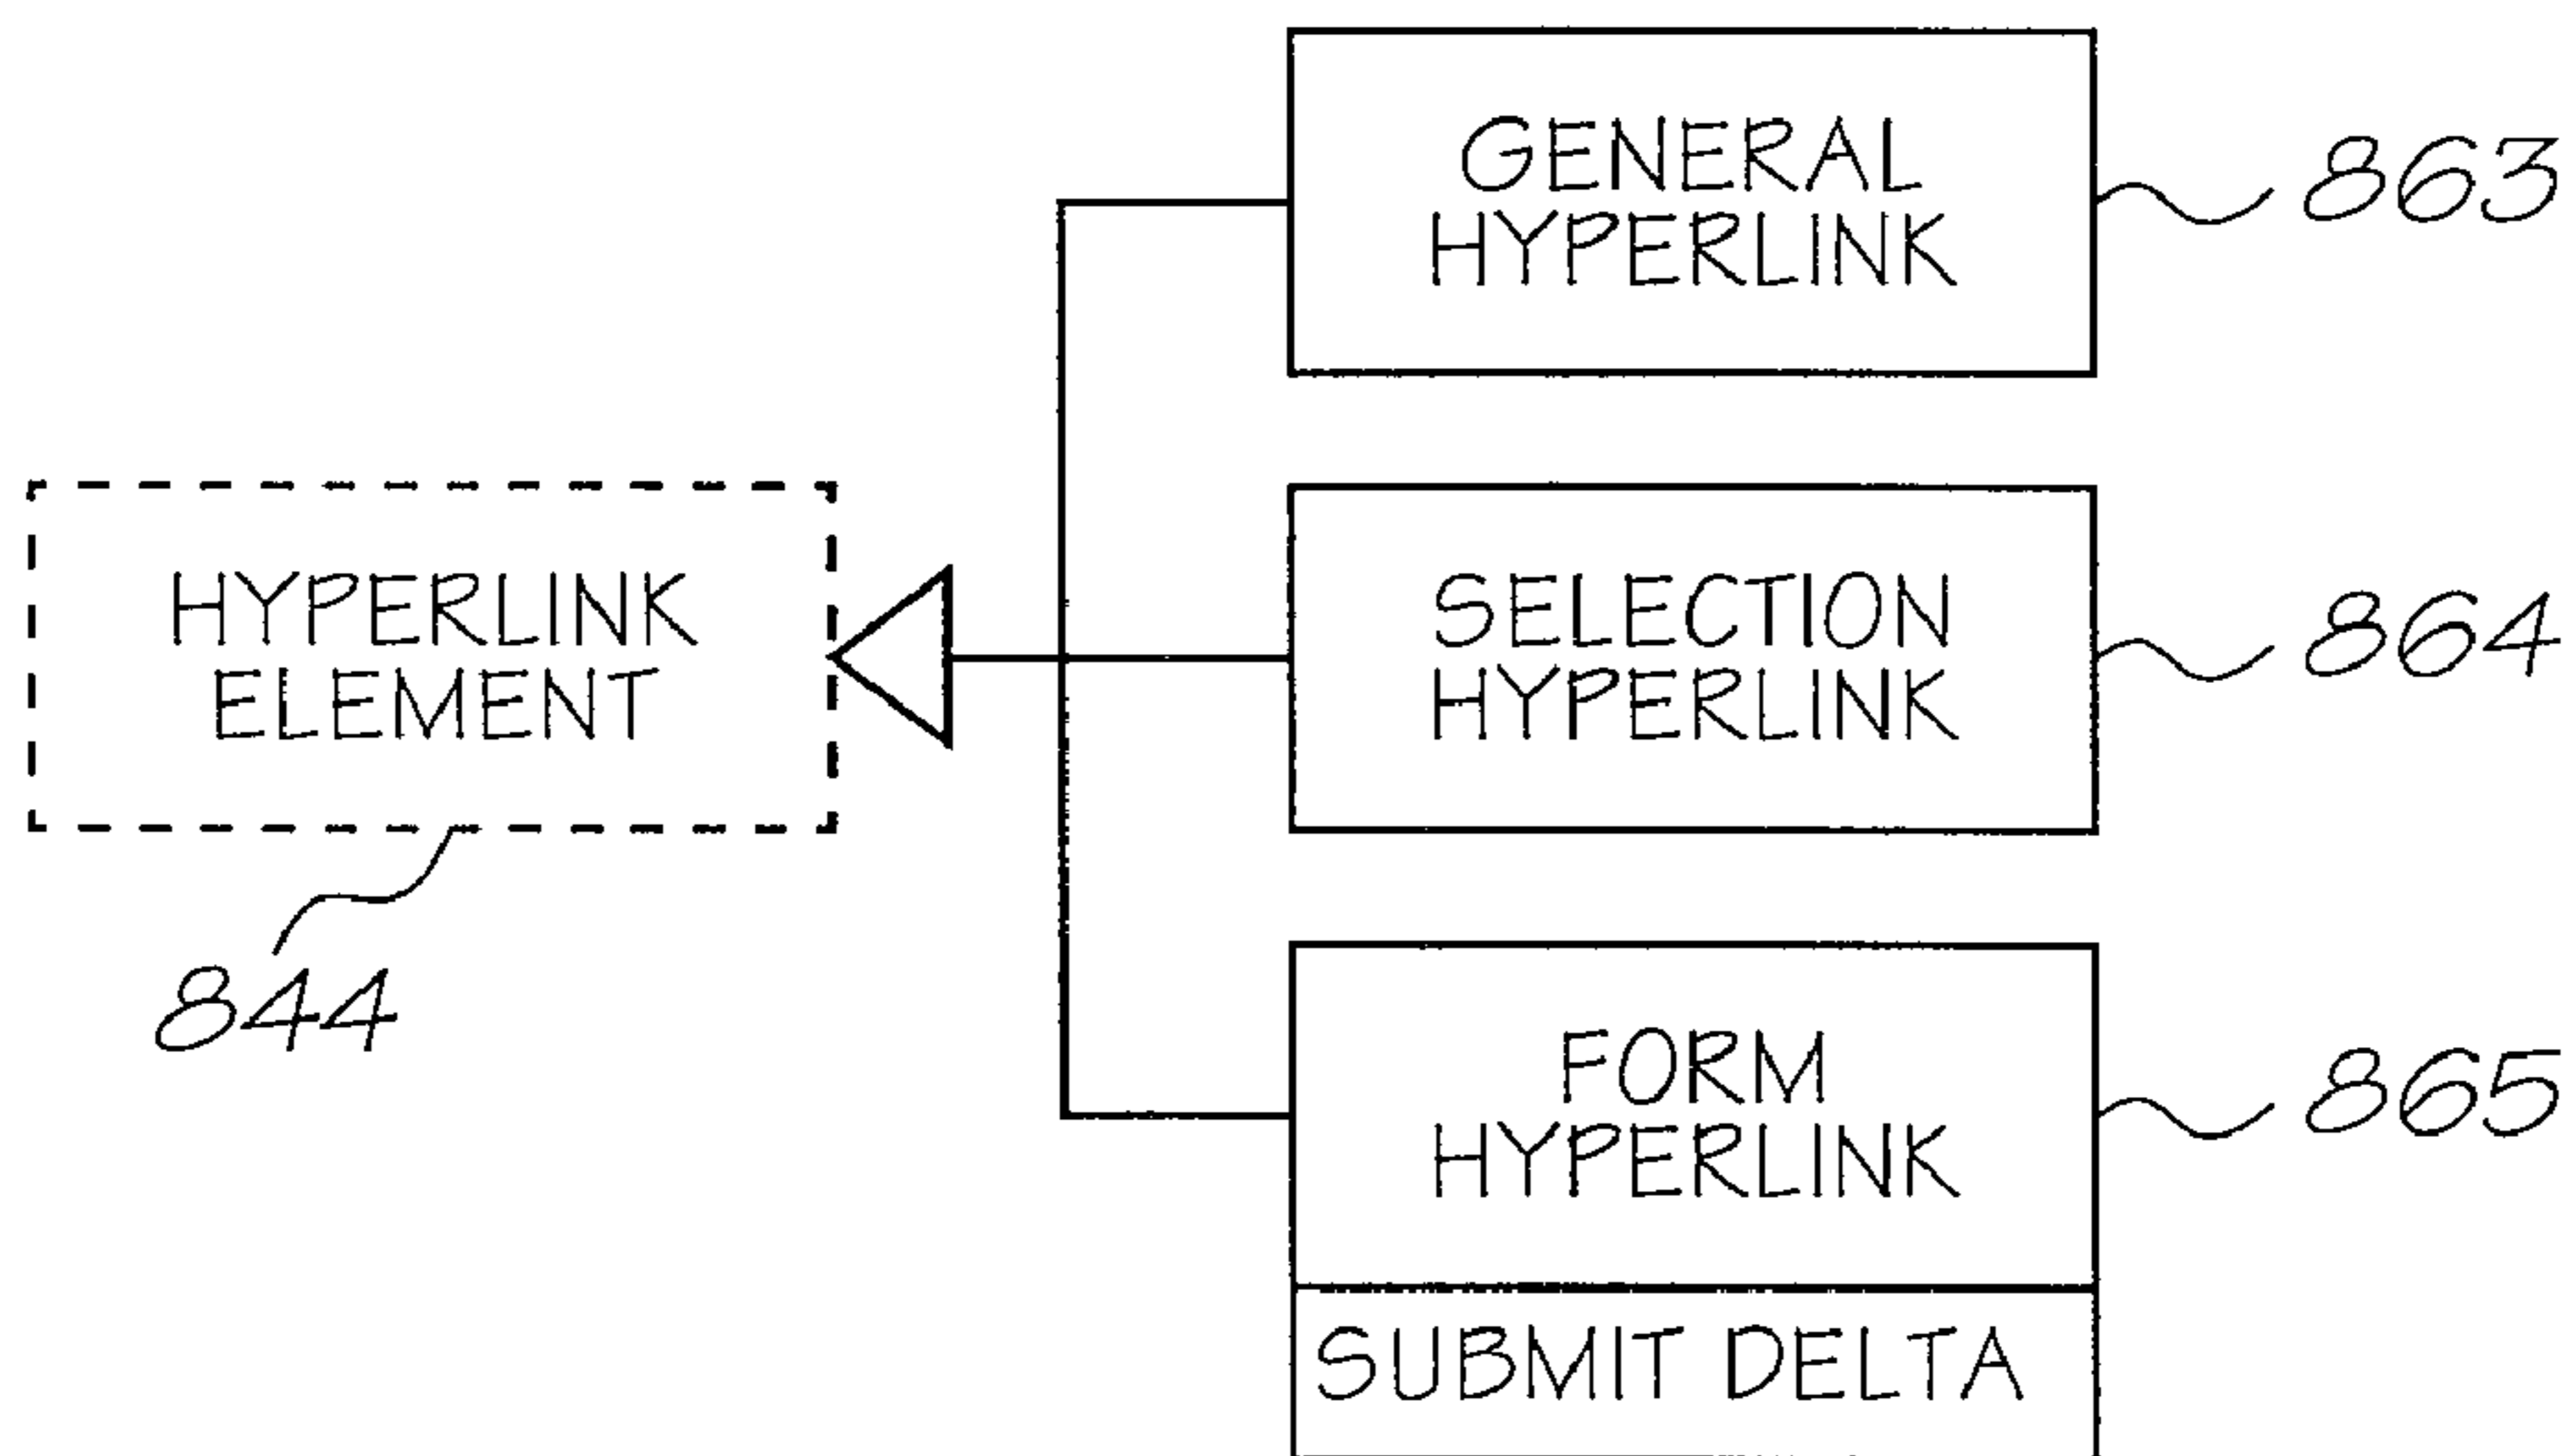 GENERAL
HYPERLINK
863
HYPERLINK
ELEMENT
844
SELECTION
HYPERLINK
864
FORM
HYPERLINK
865
SUBMIT DELTA